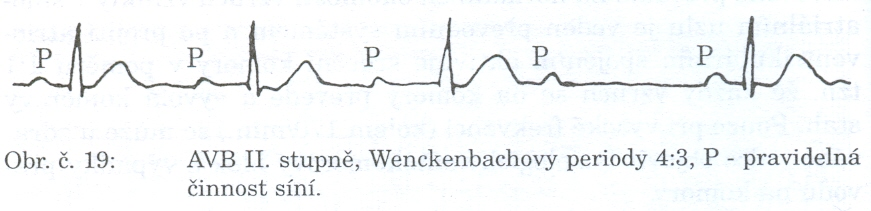 P P P P P
Obr. č. 19: AVB II. stupně, Wenckenbachovy periody 4:3, P - pravidelná
činnost síní.